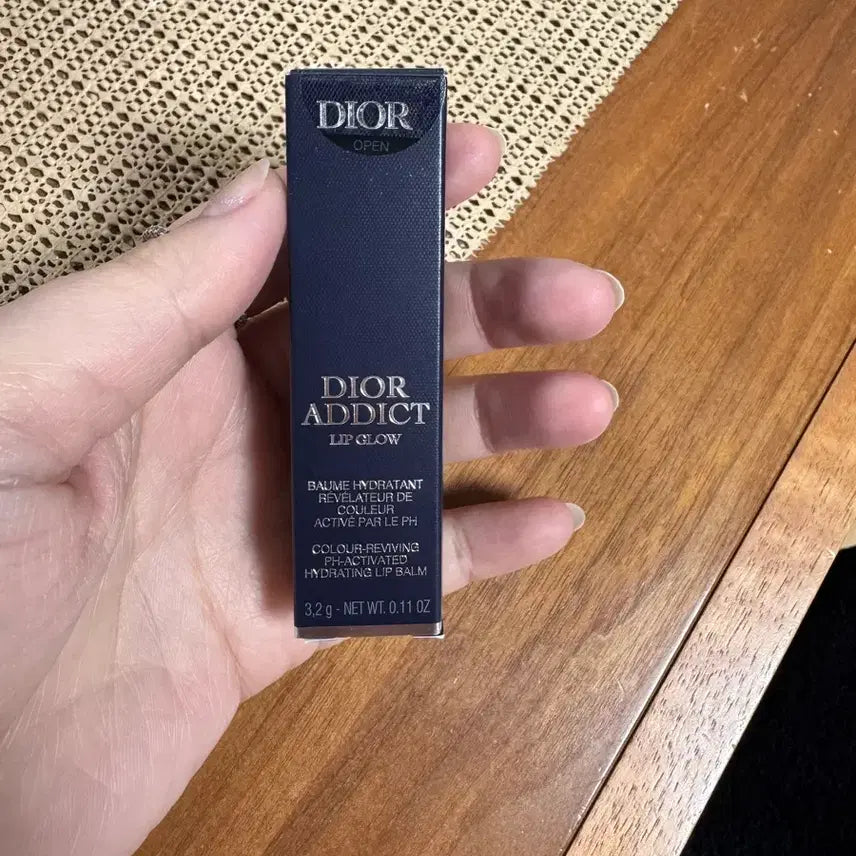 DIOR
OPEN
DIOR
ADDICT
LIP GLOW
BAUME HYDRATANT
RÉVÉLATEUR DE
COULEUR
ACTIVÉ PAR LE PH
COLOUR-REVIVING
PH-ACTIVATED
HYDRATING LIP BALM
3,2 g - NET WT. 0.11 OZ